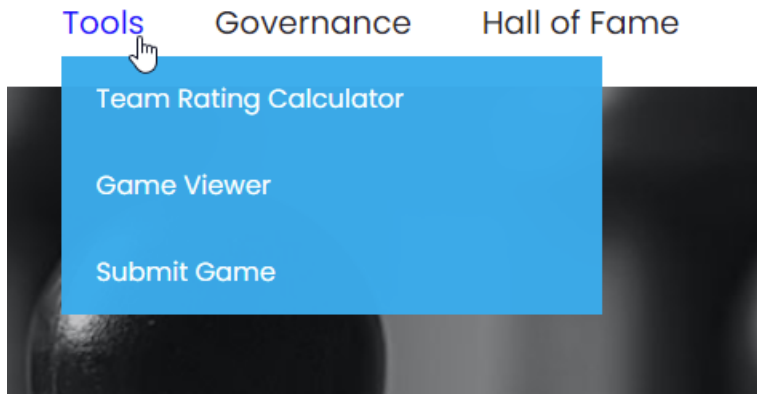 Tools Governance Hall of Fame
Team Rating Calculator
Game Viewer
Submit Game